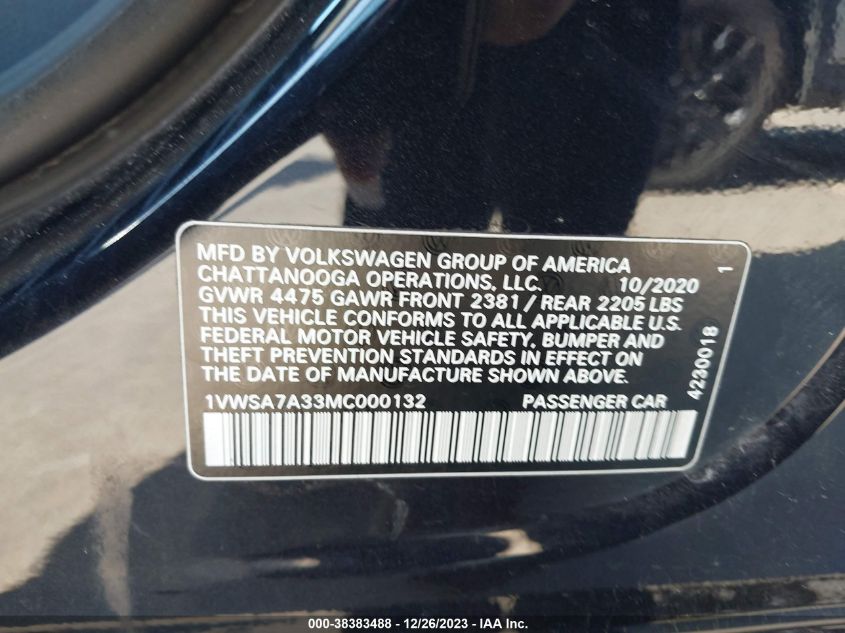 MFD BY VOLKSWAGEN GROUP OF AMERICA
CHATTANOOGA OPERATIONS, LLC. 10/2020 1
GVWR 4475 GAWR FRONT 2381 / REAR 2205 LBS
THIS VEHICLE CONFORMS TO ALL APPLICABLE U.S.
FEDERAL MOTOR VEHICLE SAFETY, BUMPER AND
THEFT PREVENTION STANDARDS IN EFFECT ON
THE DATE OF MANUFACTURE SHOWN ABOVE.
1VWSA7A33MC000132 PASSENGER CAR
4230018
000-38383488 - 12/26/2023 - IAA Inc.